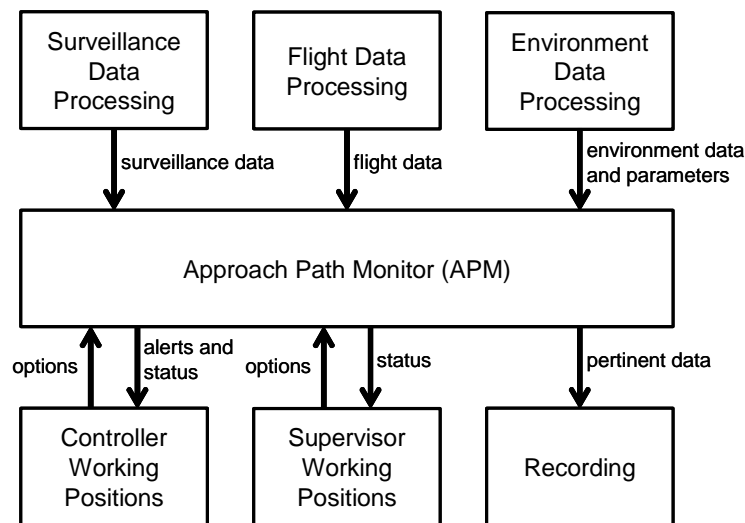 Surveillance
Data
Processing
Flight Data
Processing
Environment
Data
Processing
surveillance data
flight data
environment data
and parameters
Approach Path Monitor (APM)
options
alerts and
status
options
status
pertinent data
Controller
Working
Positions
Supervisor
Working
Positions
Recording